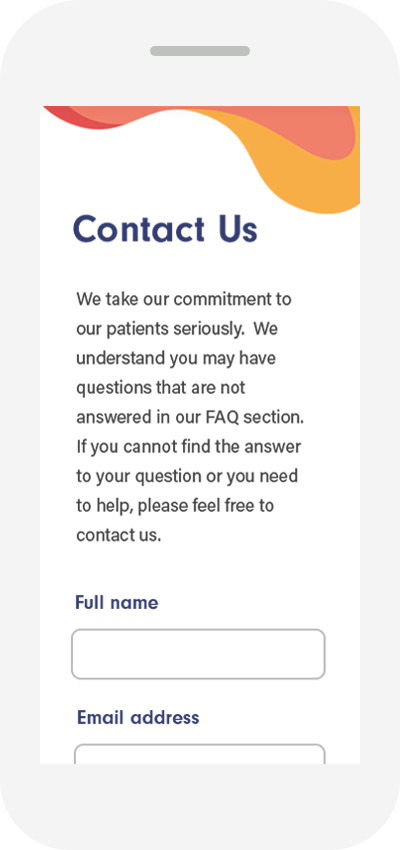 Contact Us
We take our commitment to
our patients seriously.  We
understand you may have
questions that are not
answered in our FAQ section.
If you cannot find the answer
to your question or you need
to help, please feel free to
contact us.
Full name
Email address